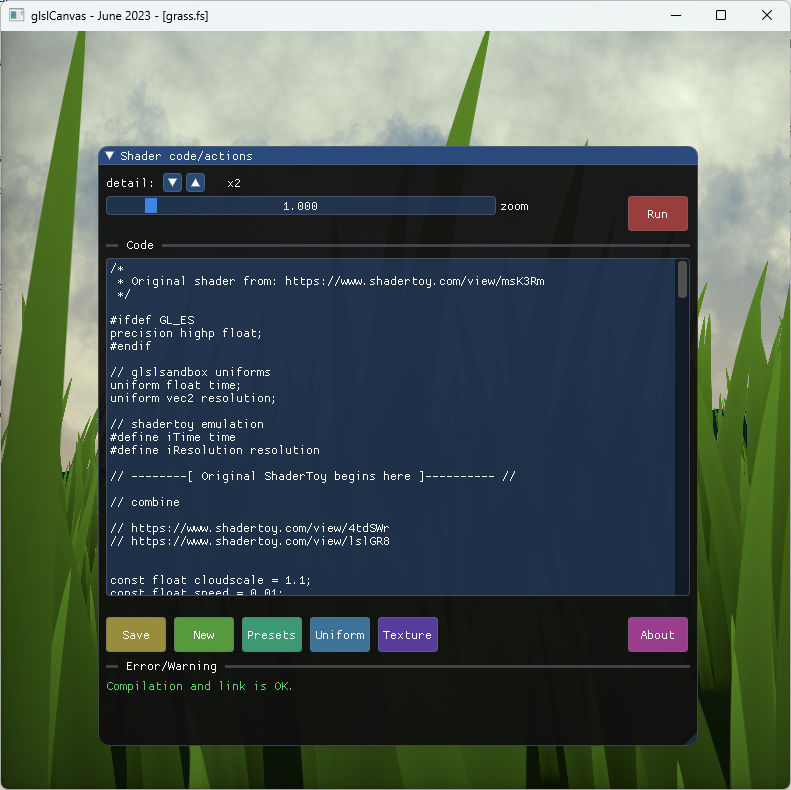 glslCanvas - June 2023 - [grass.fs]
Shader code/actions
detail: x2
1.000 zoom
Run
Code
/*
* Original shader from: https://www.shadertoy.com/view/msK3Rm
*/
#ifdef GL_ES
precision highp float;
#endif
// glslsandbox uniforms
uniform float time;
uniform vec2 resolution;
// shadertoy emulation
#define iTime time
#define iResolution resolution
// --------[ Original ShaderToy begins here ]---------- //
// combine
// https://www.shadertoy.com/view/4tdSWr
// https://www.shadertoy.com/view/lslGR8
const float cloudscale = 1.1;
const float speed = 0.01;
Save New Presets Uniform Texture About
Error/Warning
Compilation and link is OK.